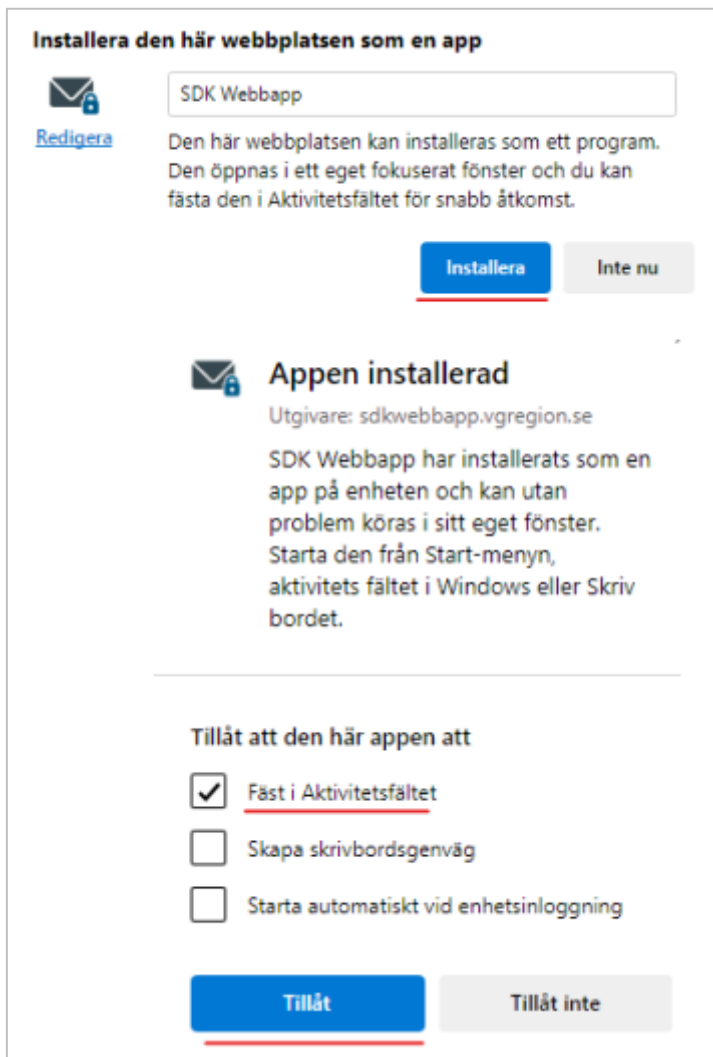 Installera den här webbplatsen som en app
SDK Webbapp
Redigera
Den här webbplatsen kan installeras som ett program.
Den öppnas i ett eget fokuserat fönster och du kan
fästa den i Aktivitetsfältet för snabb åtkomst.
Installera
Inte nu
Appen installerad
Utgivare: sdkwebbapp.vgregion.se
SDK Webbapp har installerats som en
app på enheten och kan utan
problem köras i sitt eget fönster.
Starta den från Start-menyn,
aktivitets fältet i Windows eller Skriv
bordet.
Tillåt att den här appen att
Fäst i Aktivitetsfältet
Skapa skrivbordsgenväg
Starta automatiskt vid enhetsinloggning
Tillåt
Tillåt inte